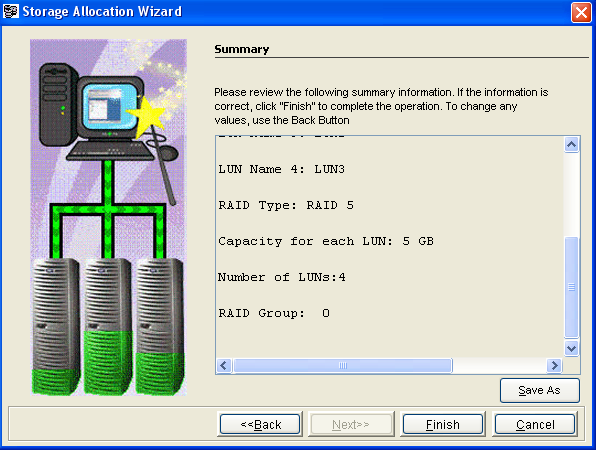 Storage Allocation Wizard
Summary
Please review the following summary information. If the information is
correct, click "Finish" to complete the operation. To change any
values, use the Back Button
LUN Name 4: LUN3
RAID Type: RAID 5
Capacity for each LUN: 5 GB
Number of LUNs:4
RAID Group:  0
Save As
<<Back
Next>>
Finish
Cancel